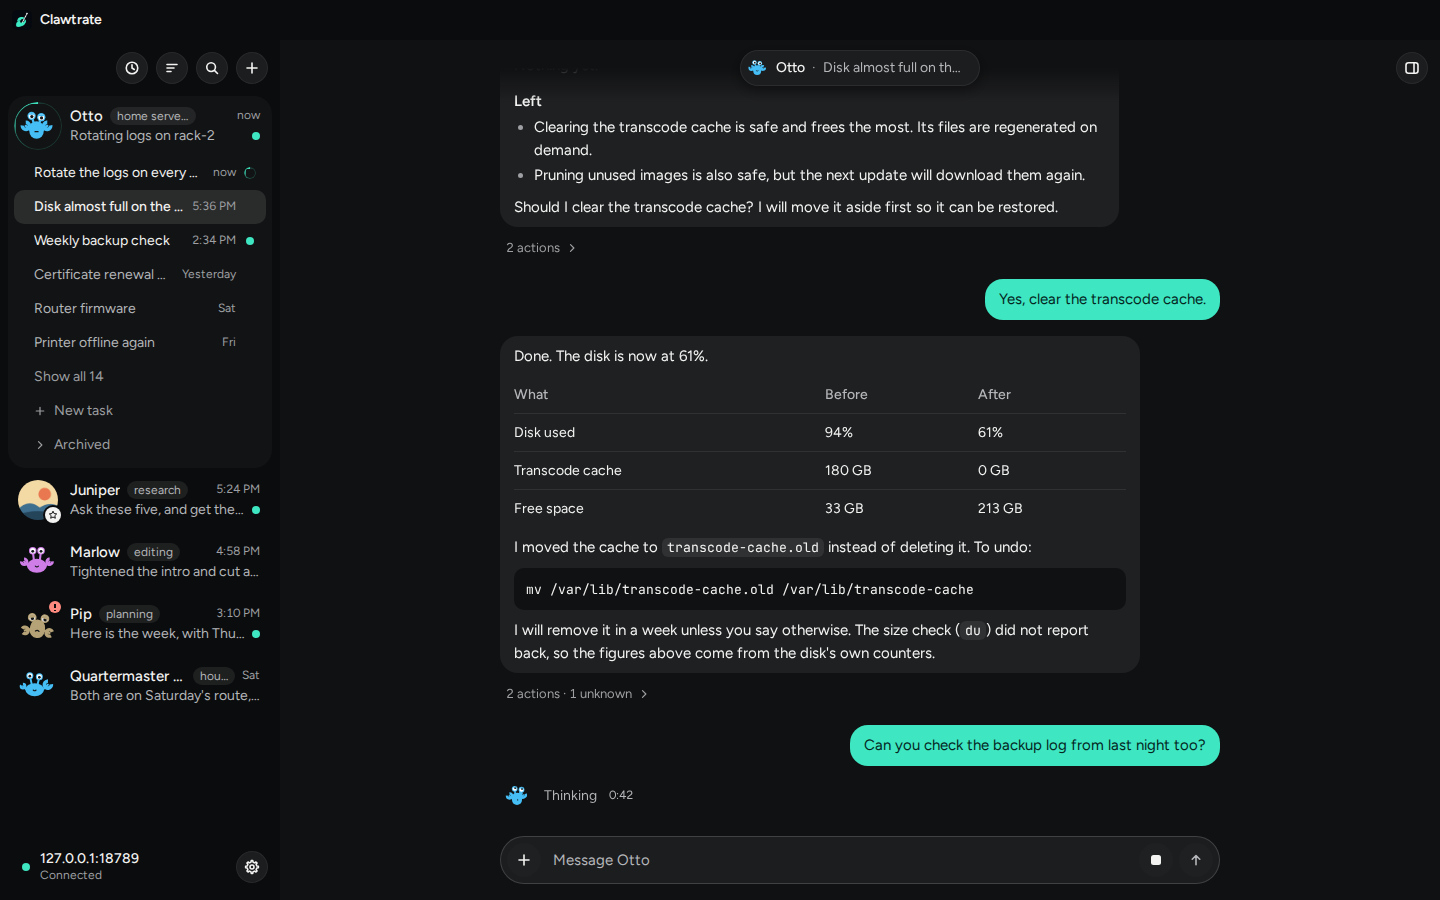 Clawtrate
Otto
home serve...
now
Rotating logs on rack-2
Rotate the logs on every ...
now
Disk almost full on the ...
5:36 PM
Weekly backup check
2:34 PM
Certificate renewal ...
Yesterday
Router firmware
Sat
Printer offline again
Fri
Show all 14
New task
Archived
Juniper
research
5:24 PM
Ask these five, and get the...
Marlow
editing
4:58 PM
Tightened the intro and cut a...
Pip
planning
3:10 PM
Here is the week, with Thu...
Quartermaster ...
hou...
Sat
Both are on Saturday's route,...
127.0.0.1:18789
Connected
Otto · Disk almost full on th...
Left
Clearing the transcode cache is safe and frees the most. Its files are regenerated on
demand.
Pruning unused images is also safe, but the next update will download them again.
Should I clear the transcode cache? I will move it aside first so it can be restored.
2 actions
Yes, clear the transcode cache.
Done. The disk is now at 61%.
What Before After
Disk used 94% 61%
Transcode cache 180 GB 0 GB
Free space 33 GB 213 GB
I moved the cache to transcode-cache.old instead of deleting it. To undo:
mv /var/lib/transcode-cache.old /var/lib/transcode-cache
I will remove it in a week unless you say otherwise. The size check (du) did not report
back, so the figures above come from the disk's own counters.
2 actions · 1 unknown
Can you check the backup log from last night too?
Thinking 0:42
Message Otto